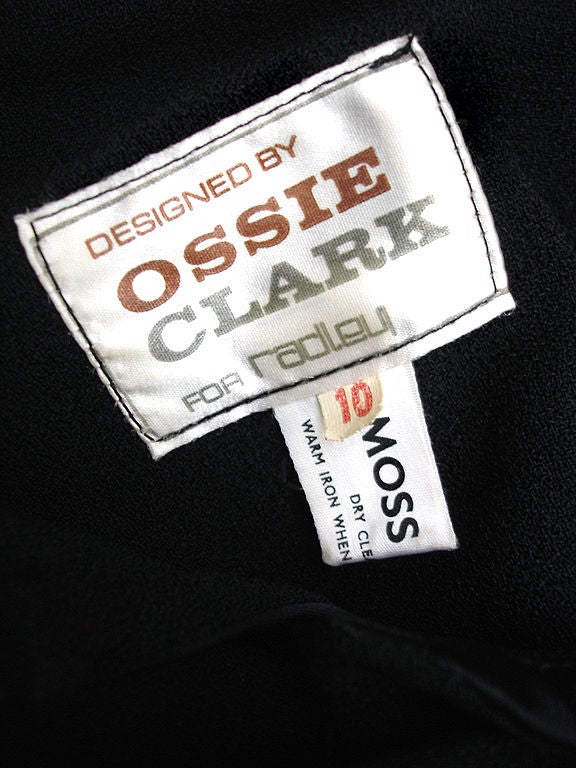 DESIGNED BY
OSSIE
CLARK
FOR radley
10
MOSS
DRY CLE
WARM IRON WHEN